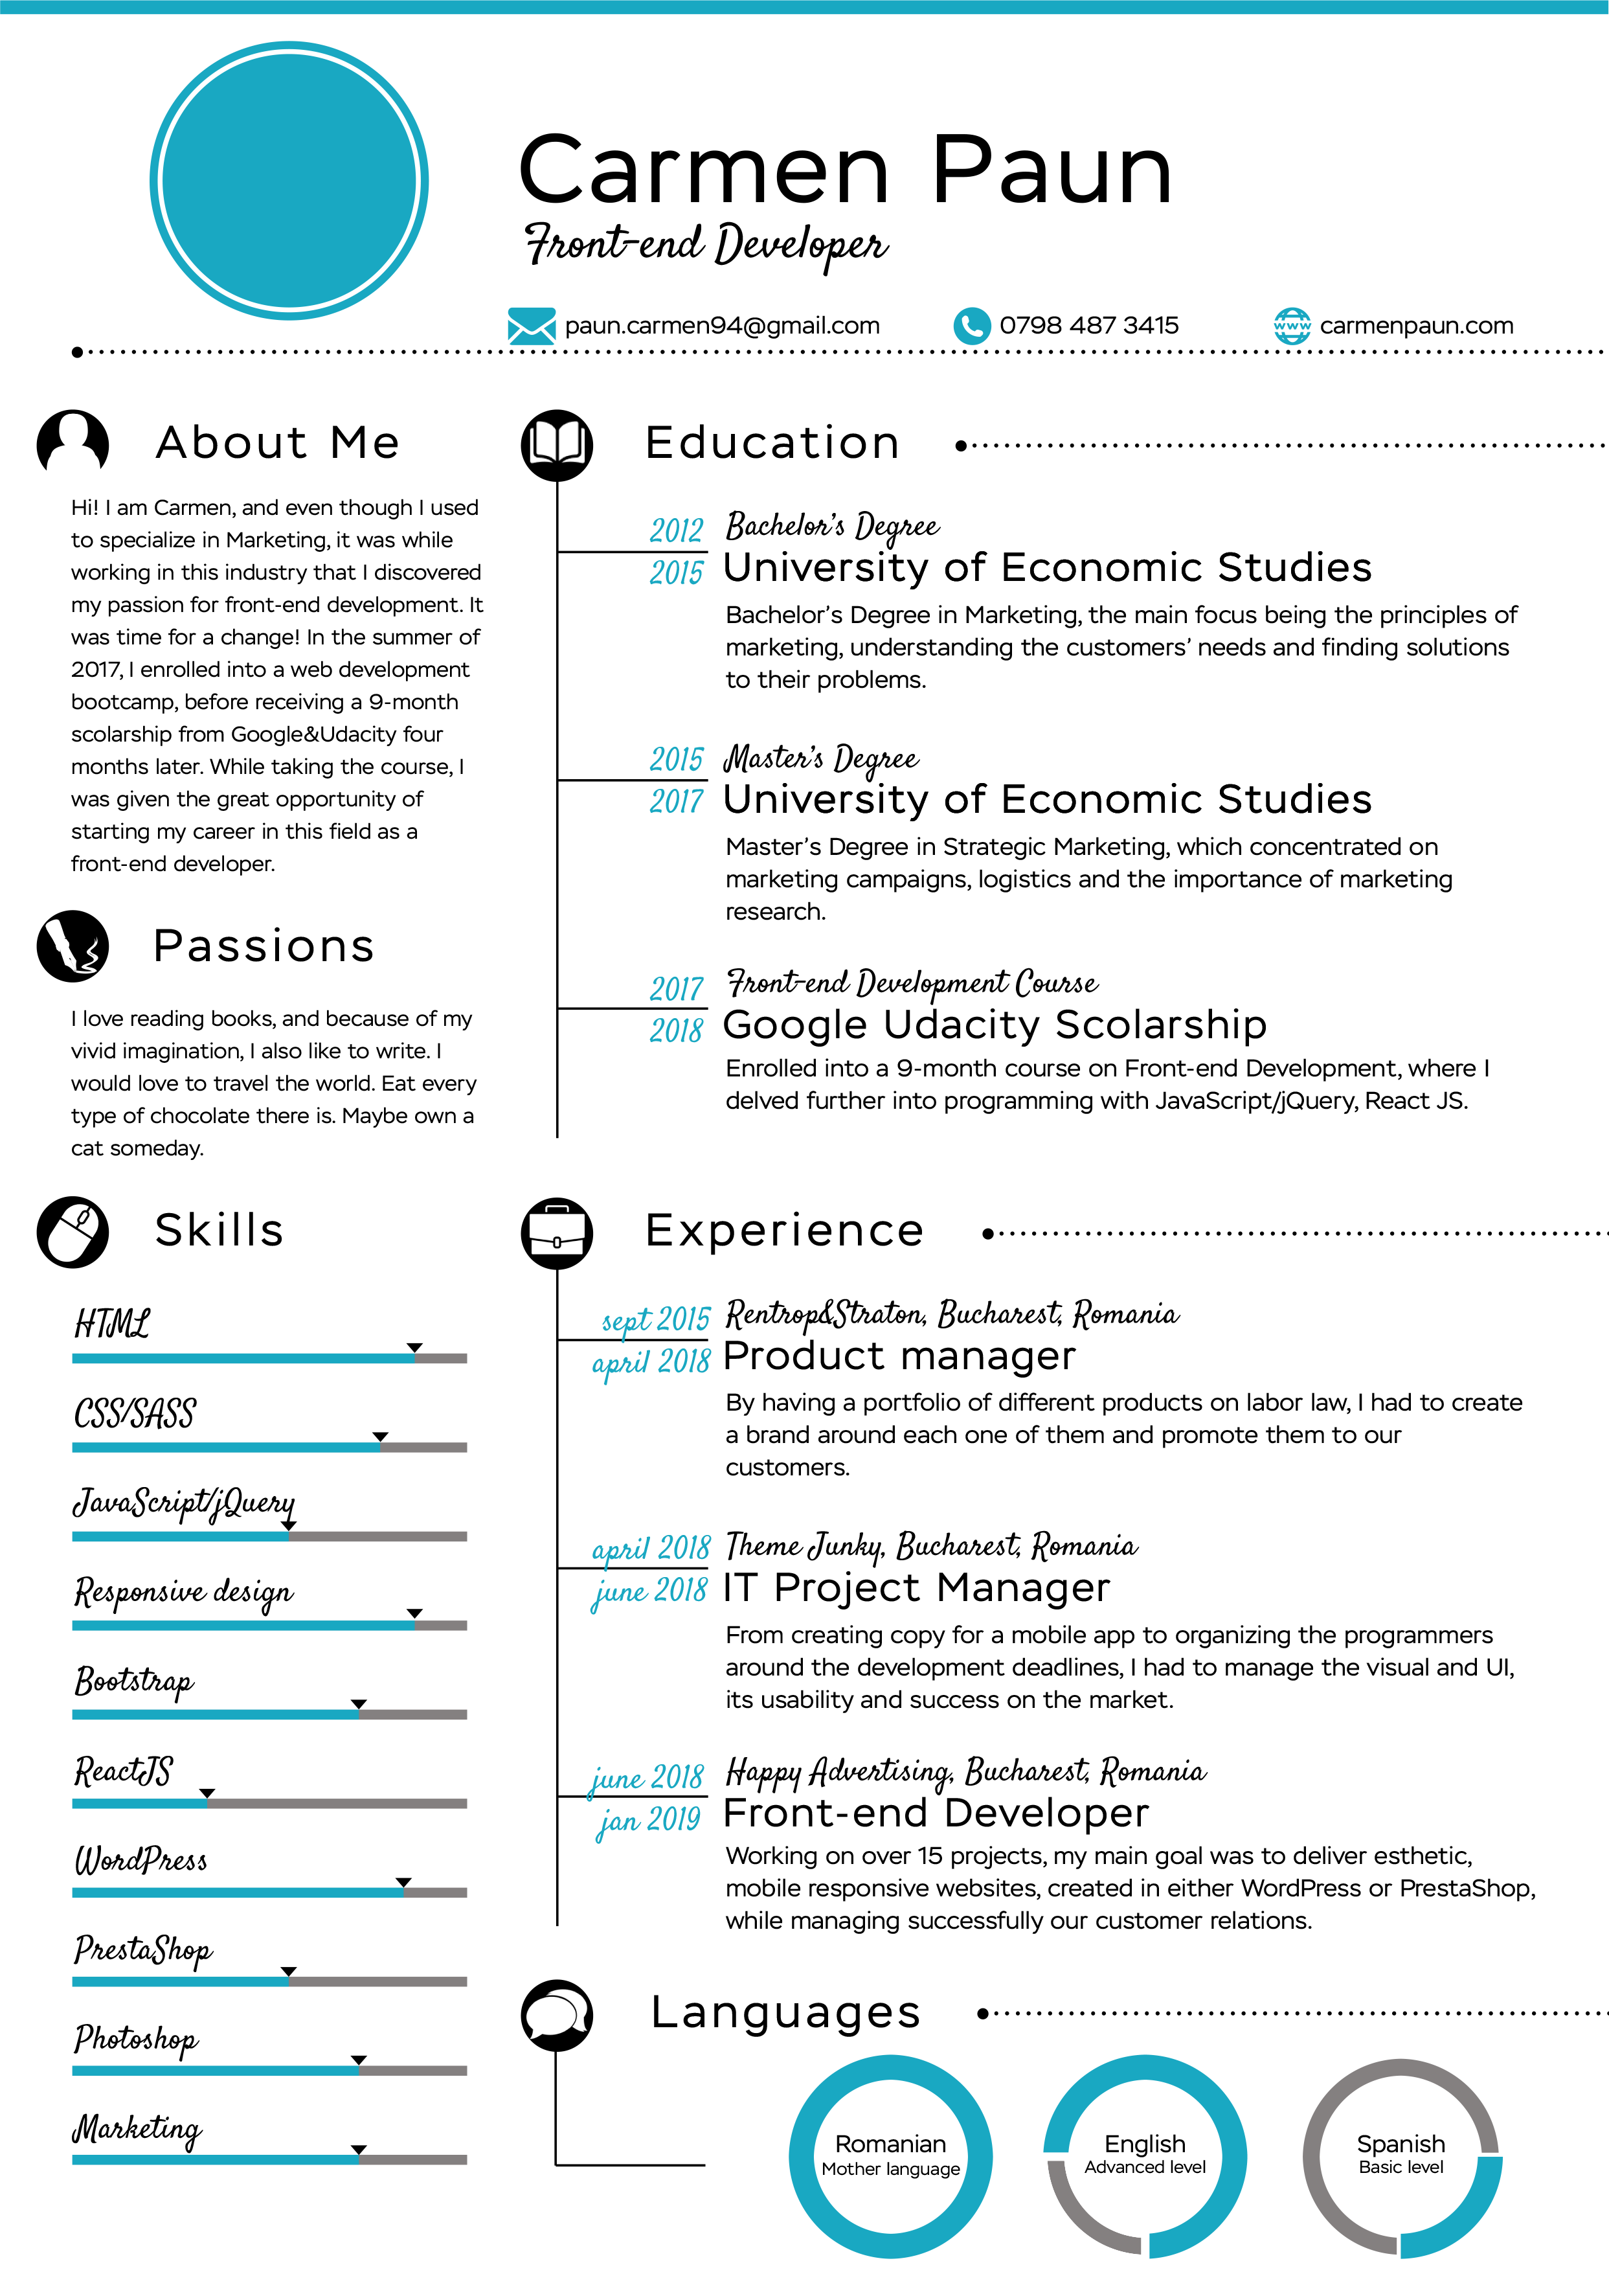 Carmen Paun
Front-end Developer
paun.carmen94@gmail.com
0798 487 3415
www
carmenpaun.com
About Me
Hi! I am Carmen, and even though I used
to specialize in Marketing, it was while
working in this industry that I discovered
my passion for front-end development. It
was time for a change! In the summer of
2017, I enrolled into a web development
bootcamp, before receiving a 9-month
scolarship from Google&Udacity four
months later. While taking the course, I
was given the great opportunity of
starting my career in this field as a
front-end developer.
Passions
I love reading books, and because of my
vivid imagination, I also like to write. I
would love to travel the world. Eat every
type of chocolate there is. Maybe own a
cat someday.
Skills
HTML
CSS/SASS
JavaScript/jQuery
Responsive design
Bootstrap
ReactJS
WordPress
PrestaShop
Photoshop
Marketing
Education
2012
2015
Bachelor's Degree
University of Economic Studies
Bachelor's Degree in Marketing, the main focus being the principles of
marketing, understanding the customers' needs and finding solutions
to their problems.
2015
2017
Master's Degree
University of Economic Studies
Master's Degree in Strategic Marketing, which concentrated on
marketing campaigns, logistics and the importance of marketing
research.
2017
2018
Front-end Development Course
Google Udacity Scolarship
Enrolled into a 9-month course on Front-end Development, where I
delved further into programming with JavaScript/jQuery, React JS.
Experience
sept 2015
april 2018
Rentrop&Straton, Bucharest, Romania
Product manager
By having a portfolio of different products on labor law, I had to create
a brand around each one of them and promote them to our
customers.
april 2018
june 2018
Theme Junky, Bucharest, Romania
IT Project Manager
From creating copy for a mobile app to organizing the programmers
around the development deadlines, I had to manage the visual and UI,
its usability and success on the market.
june 2018
jan 2019
Happy Advertising, Bucharest, Romania
Front-end Developer
Working on over 15 projects, my main goal was to deliver esthetic,
mobile responsive websites, created in either WordPress or PrestaShop,
while managing successfully our customer relations.
Languages
Romanian
Mother language
English
Advanced level
Spanish
Basic level